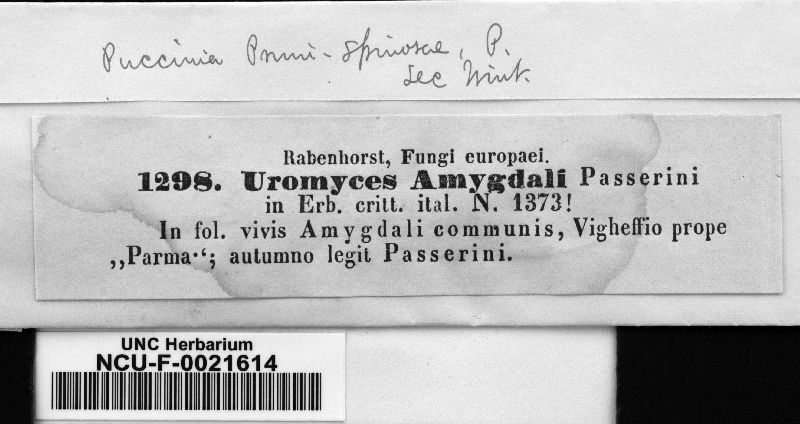 Puccinia Pruni-spinosae, P.
sec Wint.
Rabenhorst, Fungi europaei.
1298. Uromyces Amygdali Passerini
in Erb. critt. ital. N. 1373!
In fol. vivis Amygdali communis, Vigheffio prope
„Parma“; autumno legit Passerini.
UNC Herbarium
NCU-F-0021614